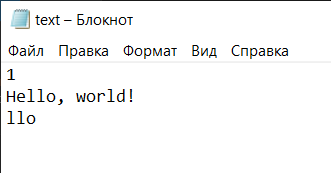 text – Блокнот
Файл Правка Формат Вид Справка
1
Hello, world!
llo